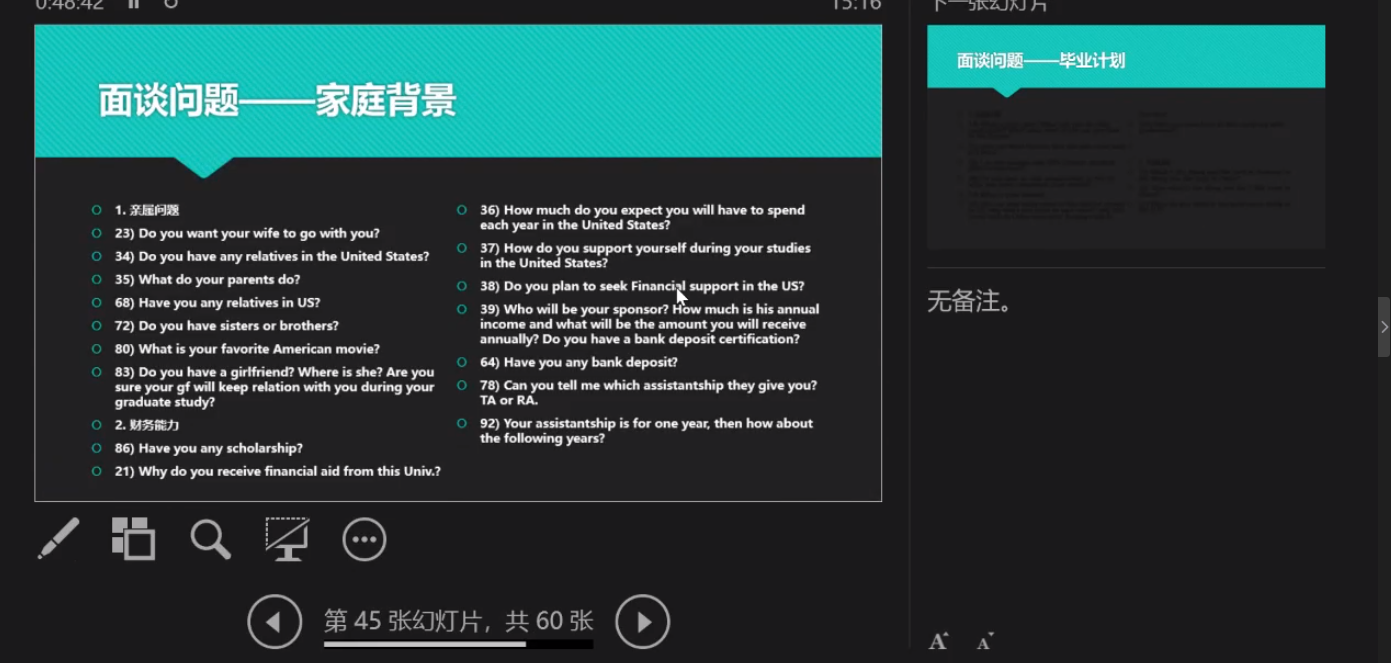 0:48:42
15:16
面谈问题——家庭背景
1. 亲属问题
23) Do you want your wife to go with you?
34) Do you have any relatives in the United States?
35) What do your parents do?
68) Have you any relatives in US?
72) Do you have sisters or brothers?
80) What is your favorite American movie?
83) Do you have a girlfriend? Where is she? Are you
sure your gf will keep relation with you during your
graduate study?
2. 财务能力
86) Have you any scholarship?
21) Why do you receive financial aid from this Univ.?
36) How much do you expect you will have to spend
each year in the United States?
37) How do you support yourself during your studies
in the United States?
38) Do you plan to seek Financial support in the US?
39) Who will be your sponsor? How much is his annual
income and what will be the amount you will receive
annually? Do you have a bank deposit certification?
64) Have you any bank deposit?
78) Can you tell me which assistantship they give you?
TA or RA.
92) Your assistantship is for one year, then how about
the following years?
第 45 张幻灯片，共 60 张
下一张幻灯片
面谈问题——毕业计划
无备注。
A A